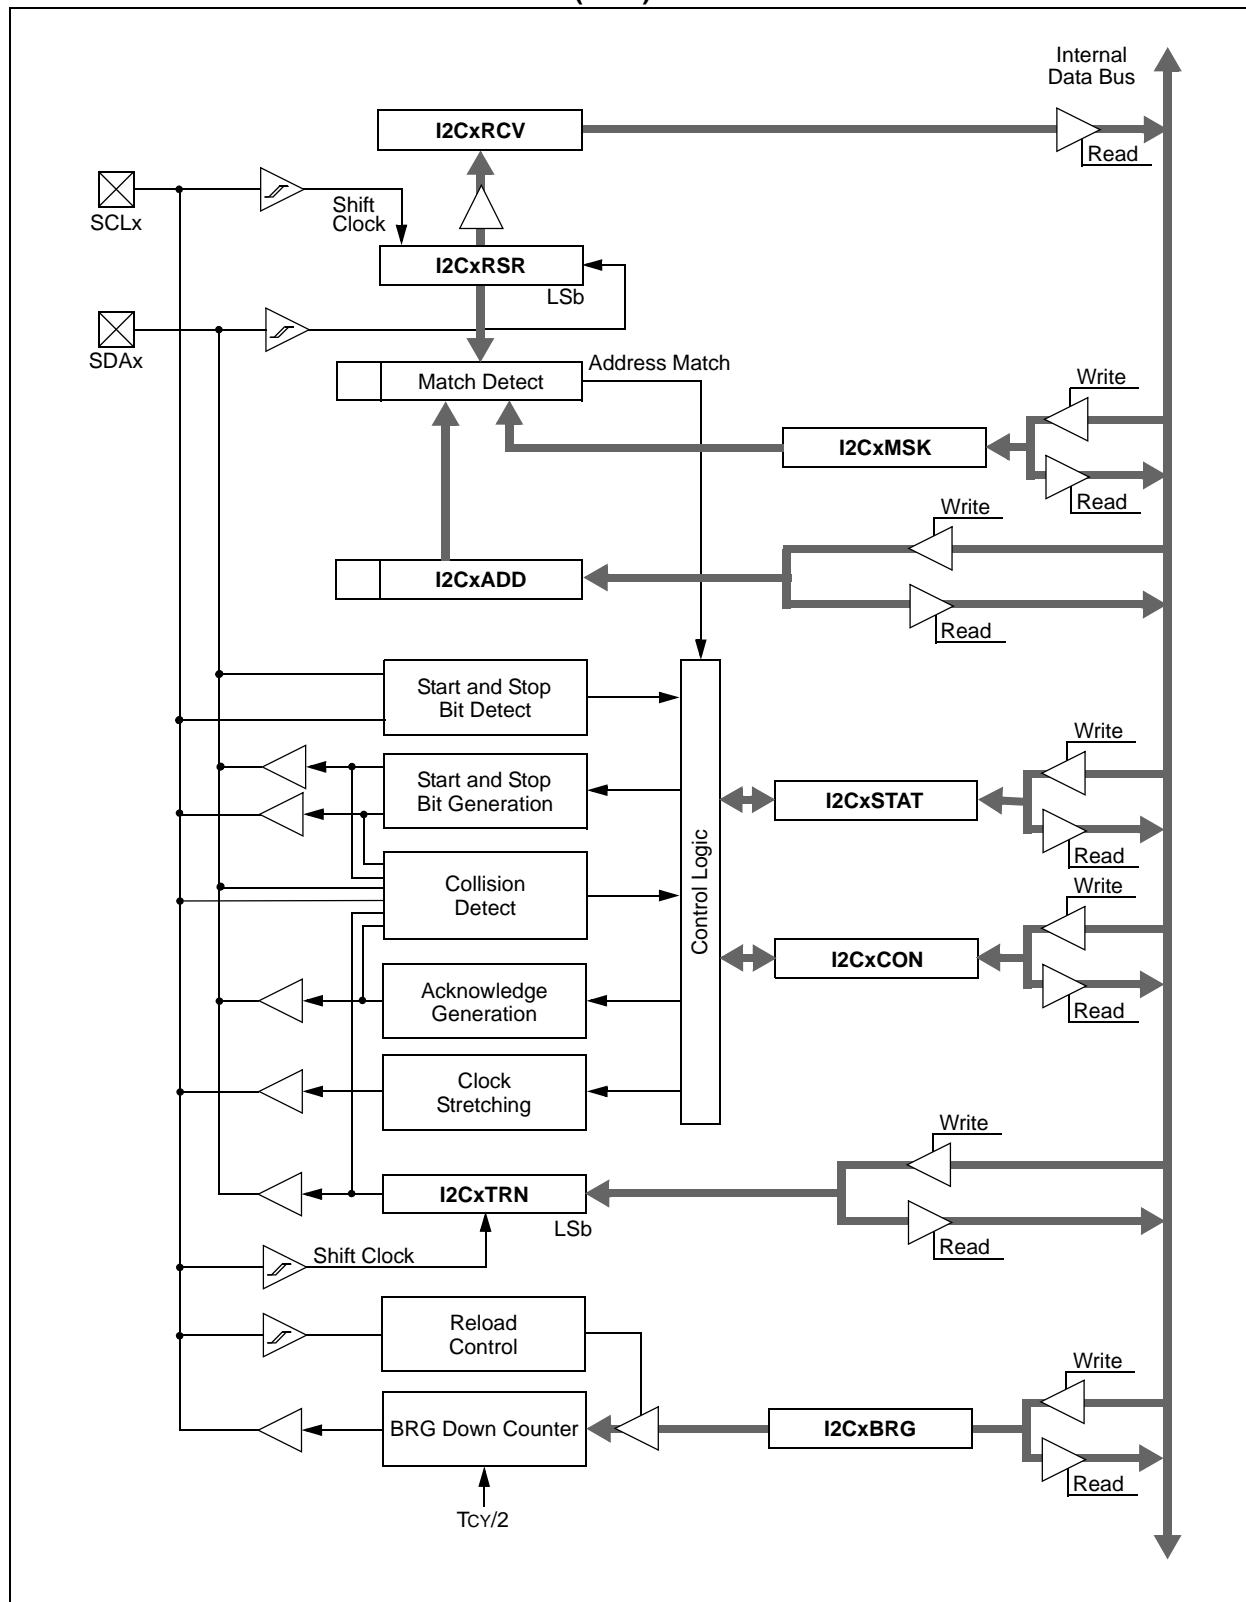 Internal
Data Bus
I2CxRCV
Read
SCLx
Shift
Clock
I2CxRSR
LSb
SDAx
Address Match
Match Detect
Write
I2CxMSK
Read
Write
I2CxADD
Read
Start and Stop
Bit Detect
Write
Start and Stop
Bit Generation
I2CxSTAT
Read
Control Logic
Collision
Detect
Write
I2CxCON
Acknowledge
Generation
Read
Clock
Stretching
Write
I2CxTRN
LSb
Read
Shift Clock
Reload
Control
Write
BRG Down Counter
I2CxBRG
Read
TCY/2